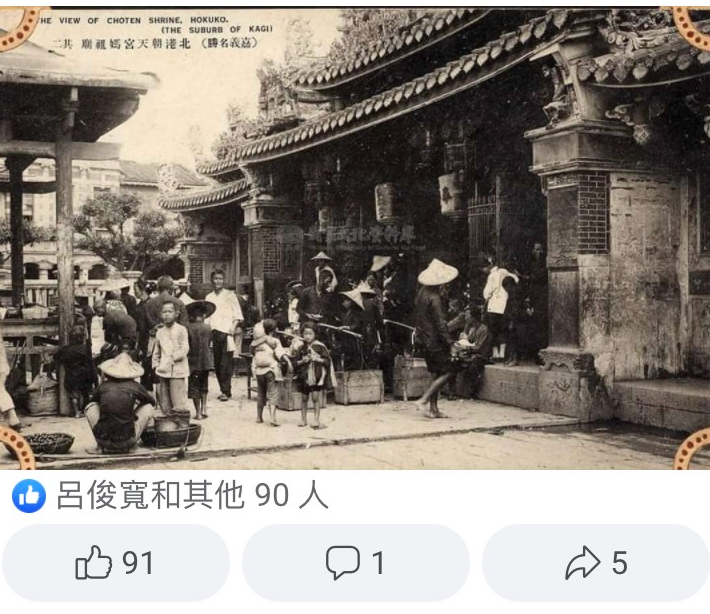 THE VIEW OF CHOTEN SHRINE, HOKUKO.
(THE SUBURB OF KAGI)
二其 廟祖媽宮天朝港北 (勝名義嘉)
呂俊寬和其他 90 人
91
1
5